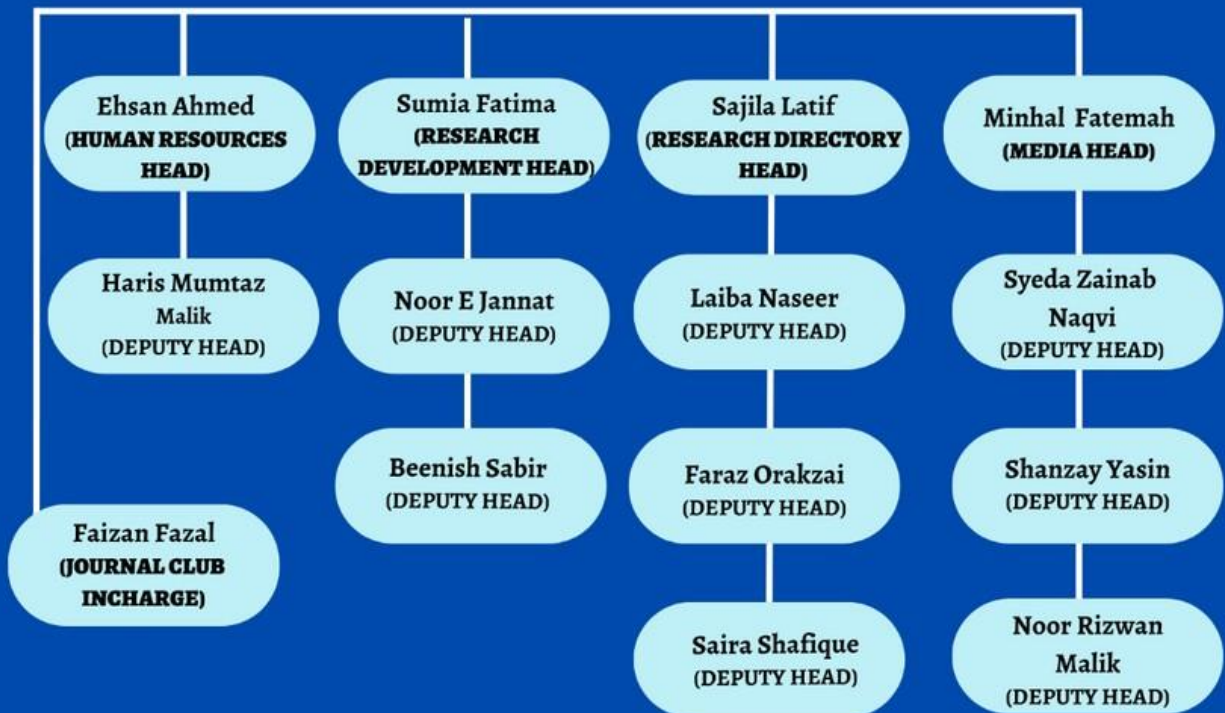 Ehsan Ahmed
(HUMAN RESOURCES
HEAD)
Haris Mumtaz
Malik
(DEPUTY HEAD)
Faizan Fazal
(JOURNAL CLUB
INCHARGE)
Sumia Fatima
(RESEARCH
DEVELOPMENT HEAD)
Noor E Jannat
(DEPUTY HEAD)
Beenish Sabir
(DEPUTY HEAD)
Sajila Latif
(RESEARCH DIRECTORY
HEAD)
Laiba Naseer
(DEPUTY HEAD)
Faraz Orakzai
(DEPUTY HEAD)
Saira Shafique
(DEPUTY HEAD)
Minhal Fatemah
(MEDIA HEAD)
Syeda Zainab
Naqvi
(DEPUTY HEAD)
Shanzay Yasin
(DEPUTY HEAD)
Noor Rizwan
Malik
(DEPUTY HEAD)